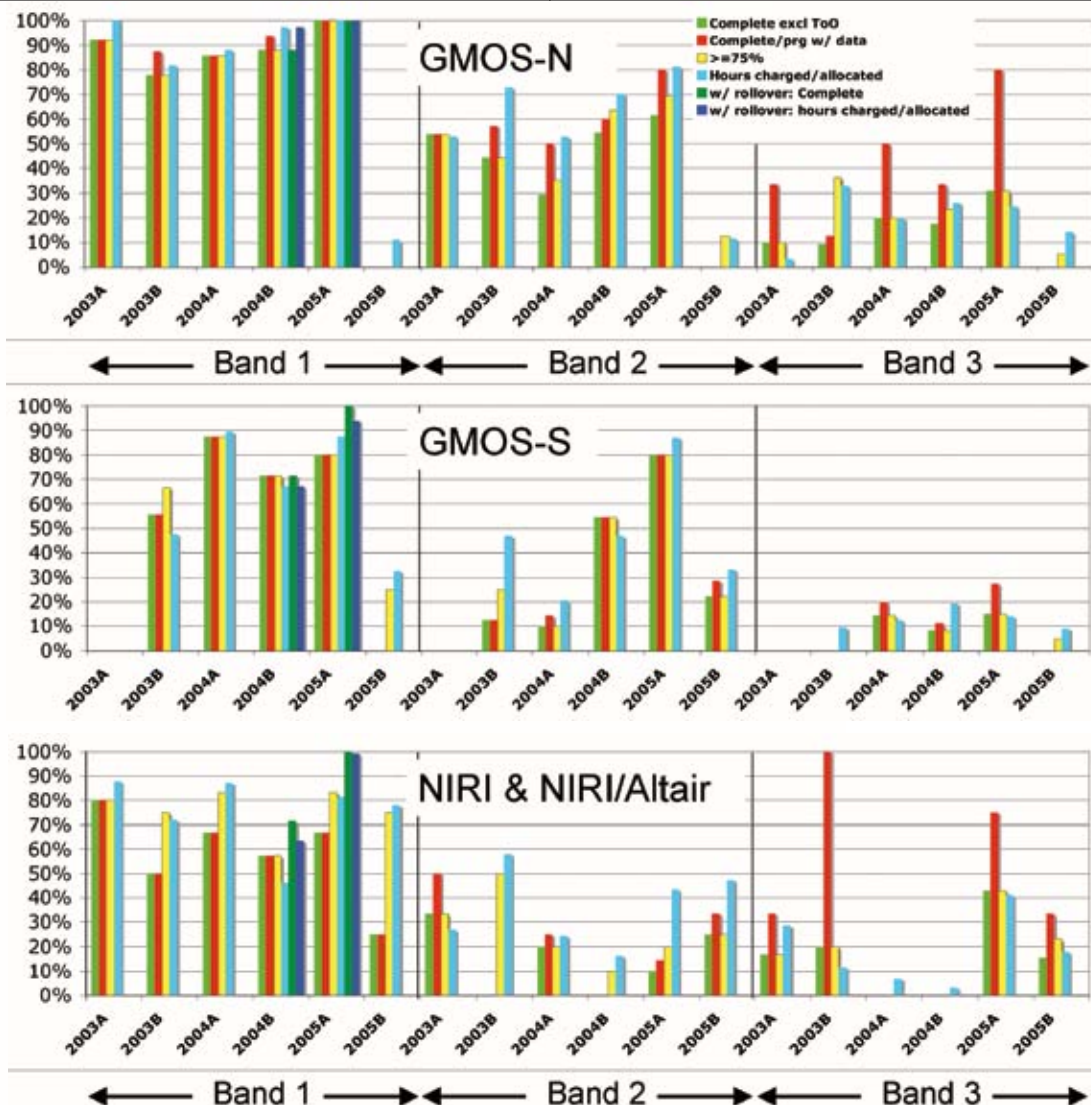 100%
90%
80%
70%
60%
50%
40%
30%
20%
10%
0%
GMOS-N
Complete excl ToO
Complete/prg w/ data
>=75%
Hours charged/allocated
w/ rollover: Complete
w/ rollover: hours charged/allocated
2003A 2003B 2004A 2004B 2005A 2005B 2003A 2003B 2004A 2004B 2005A 2005B 2003A 2003B 2004A 2004B 2005A 2005B
Band 1 Band 2 Band 3
100%
90%
80%
70%
60%
50%
40%
30%
20%
10%
0%
GMOS-S
2003A 2003B 2004A 2004B 2005A 2005B 2003A 2003B 2004A 2004B 2005A 2005B 2003A 2003B 2004A 2004B 2005A 2005B
100%
90%
80%
70%
60%
50%
40%
30%
20%
10%
0%
NIRI & NIRI/Altair
2003A 2003B 2004A 2004B 2005A 2005B 2003A 2003B 2004A 2004B 2005A 2005B 2003A 2003B 2004A 2004B 2005A 2005B
Band 1 Band 2 Band 3